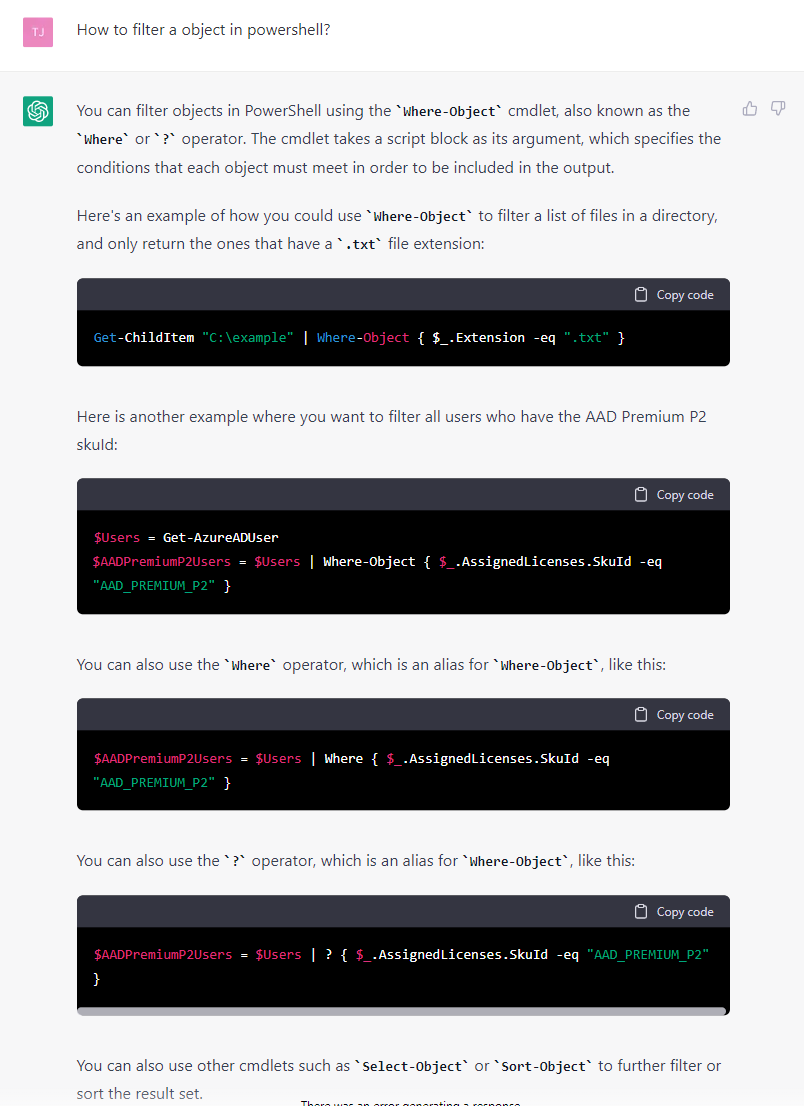 TJ
How to filter a object in powershell?
You can filter objects in PowerShell using the `Where-Object` cmdlet, also known as the
`Where` or `?` operator. The cmdlet takes a script block as its argument, which specifies the
conditions that each object must meet in order to be included in the output.
Here's an example of how you could use `Where-Object` to filter a list of files in a directory,
and only return the ones that have a `.txt` file extension:
Copy code
Get-ChildItem "C:\example" | Where-Object { $_.Extension -eq ".txt" }
Here is another example where you want to filter all users who have the AAD Premium P2
skuId:
Copy code
$Users = Get-AzureADUser
$AADPremiumP2Users = $Users | Where-Object { $_.AssignedLicenses.SkuId -eq
"AAD_PREMIUM_P2" }
You can also use the `Where` operator, which is an alias for `Where-Object`, like this:
Copy code
$AADPremiumP2Users = $Users | Where { $_.AssignedLicenses.SkuId -eq
"AAD_PREMIUM_P2" }
You can also use the `?` operator, which is an alias for `Where-Object`, like this:
Copy code
$AADPremiumP2Users = $Users | ? { $_.AssignedLicenses.SkuId -eq "AAD_PREMIUM_P2"
}
You can also use other cmdlets such as `Select-Object` or `Sort-Object` to further filter or
sort the result set.
There was an error generating a response